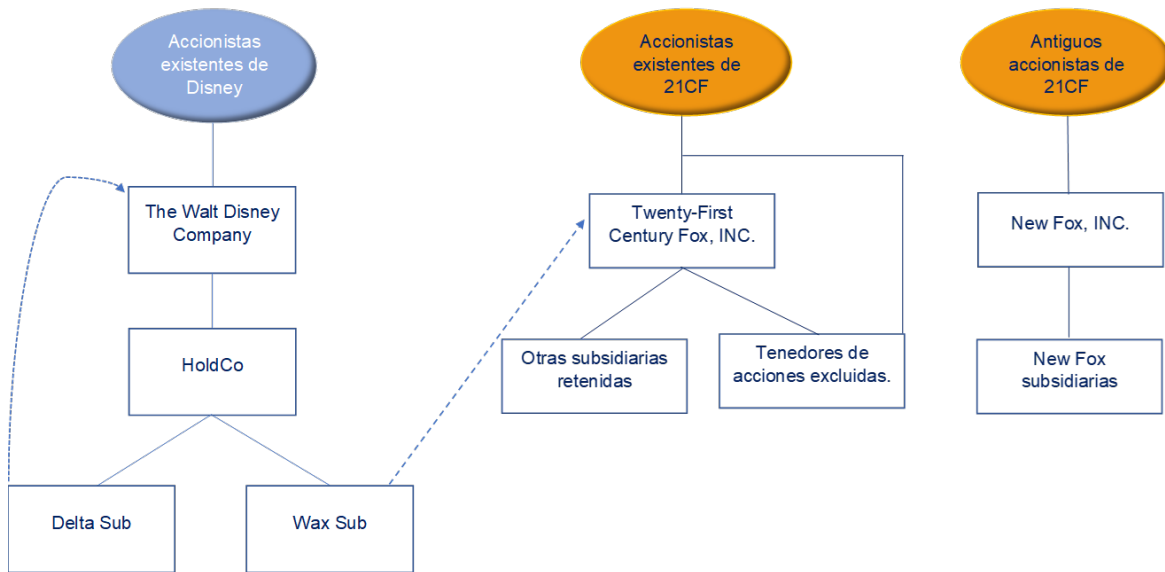 Accionistas
existentes de
Disney
Accionistas
existentes de
21CF
Antiguos
accionistas de
21CF
The Walt Disney
Company
Twenty-First
Century Fox, INC.
New Fox, INC.
HoldCo
Otras subsidiarias
retenidas
Tenedores de
acciones excluidas.
New Fox
subsidiarias
Delta Sub
Wax Sub